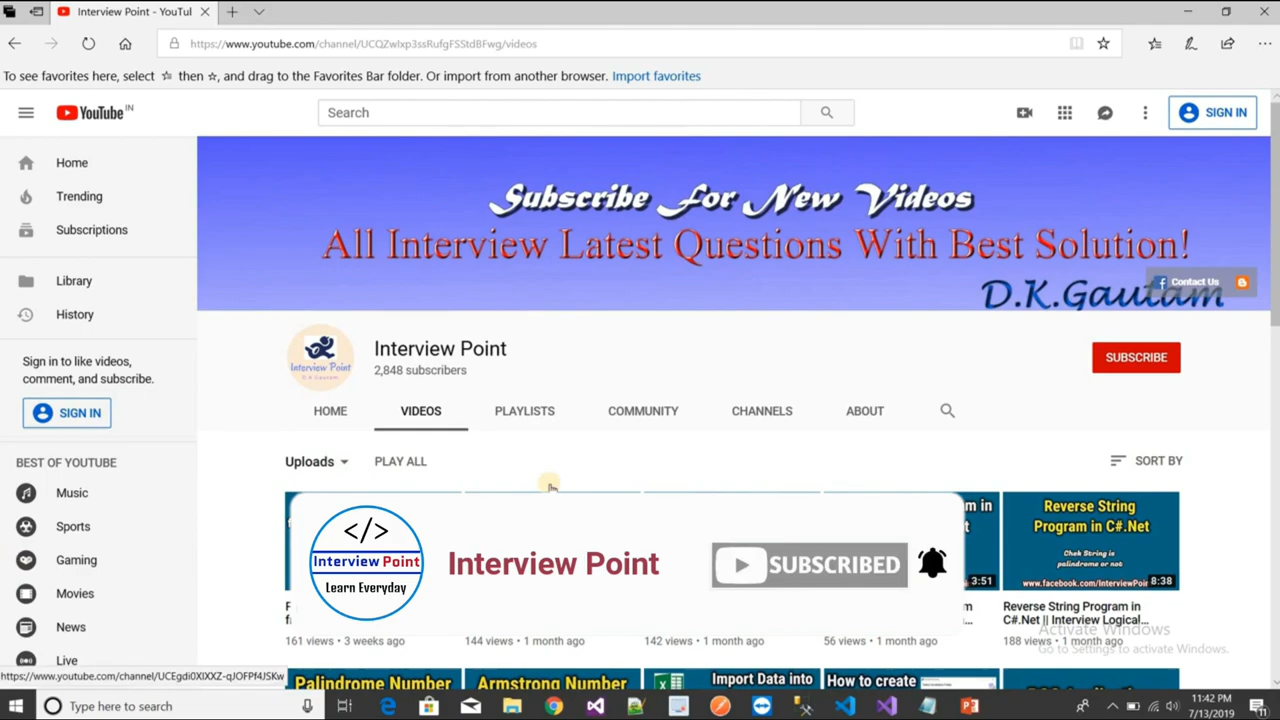 Interview Point - YouTul
https://www.youtube.com/channel/UCQZwIxp3ssRufgFSStdBFwg/videos
To see favorites here, select then ☆, and drag to the Favorites Bar folder. Or import from another browser. Import favorites
YouTube IN
Search
SIGN IN
Home
Trending
Subscriptions
Library
History
Sign in to like videos,
comment, and subscribe.
SIGN IN
BEST OF YOUTUBE
Music
Sports
Gaming
Movies
News
Live
Subscribe For New Videos
All Interview Latest Questions With Best Solution!
D.K.Gautam
Contact Us
Interview Point
D.K.Gautam
Interview Point
2,848 subscribers
SUBSCRIBE
HOME VIDEOS PLAYLISTS COMMUNITY CHANNELS ABOUT
Uploads PLAY ALL SORT BY
</>
Interview Point
Learn Everyday
Interview Point
SUBSCRIBED
3:51
Reverse String
Program in C#.Net
Chek String is
palindrome or not
www.facebook.com/InterviewPoin
8:38
Reverse String Program in
C#.Net || Interview Logical...
161 views • 3 weeks ago
144 views • 1 month ago
142 views • 1 month ago
56 views • 1 month ago
188 views • 1 month ago
Activate Windows
Go to Settings to activate Windows.
https://www.youtube.com/channel/UCEgdi0XIXXZ-qJOFPf4JSKw
Palindrome Number
Armstrong Number
Import Data into
How to create
Type here to search
11:42 PM
7/13/2019
11